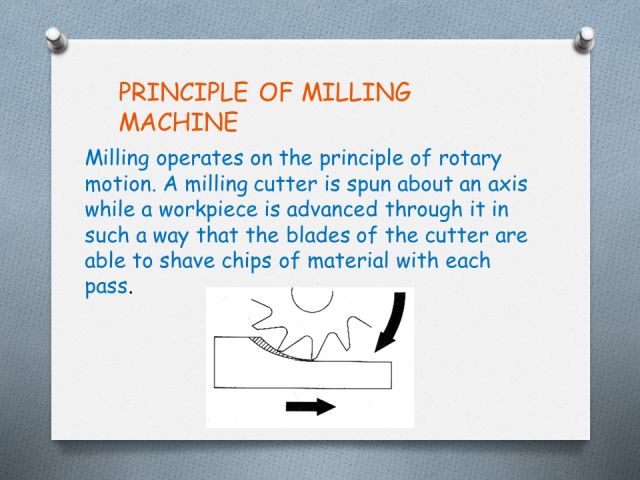 PRINCIPLE OF MILLING
MACHINE
Milling operates on the principle of rotary
motion. A milling cutter is spun about an axis
while a workpiece is advanced through it in
such a way that the blades of the cutter are
able to shave chips of material with each
pass.